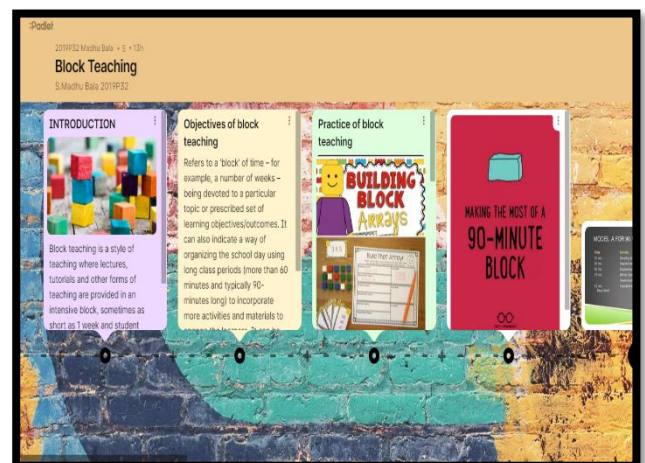 :Padlet
2019P32 Madhu Bala + 5 • 13h
Block Teaching
S.Madhu Bala 2019P32
INTRODUCTION
Block teaching is a style of
teaching where lectures,
tutorials and other forms of
teaching are provided in an
intensive block, sometimes as
short as 1 week and student
Objectives of block
teaching
Refers to a 'block' of time – for
example, a number of weeks –
being devoted to a particular
topic or prescribed set of
learning objectives/outcomes. It
can also indicate a way of
organizing the school day using
long class periods (more than 60
minutes and typically 90-
minutes long) to incorporate
more activities and materials to
Practice of block
teaching
BUILDING
BLOCK
ARRAYS
Build That Array!
MAKING THE MOST OF A
90-MINUTE
BLOCK
MODEL A FOR 90